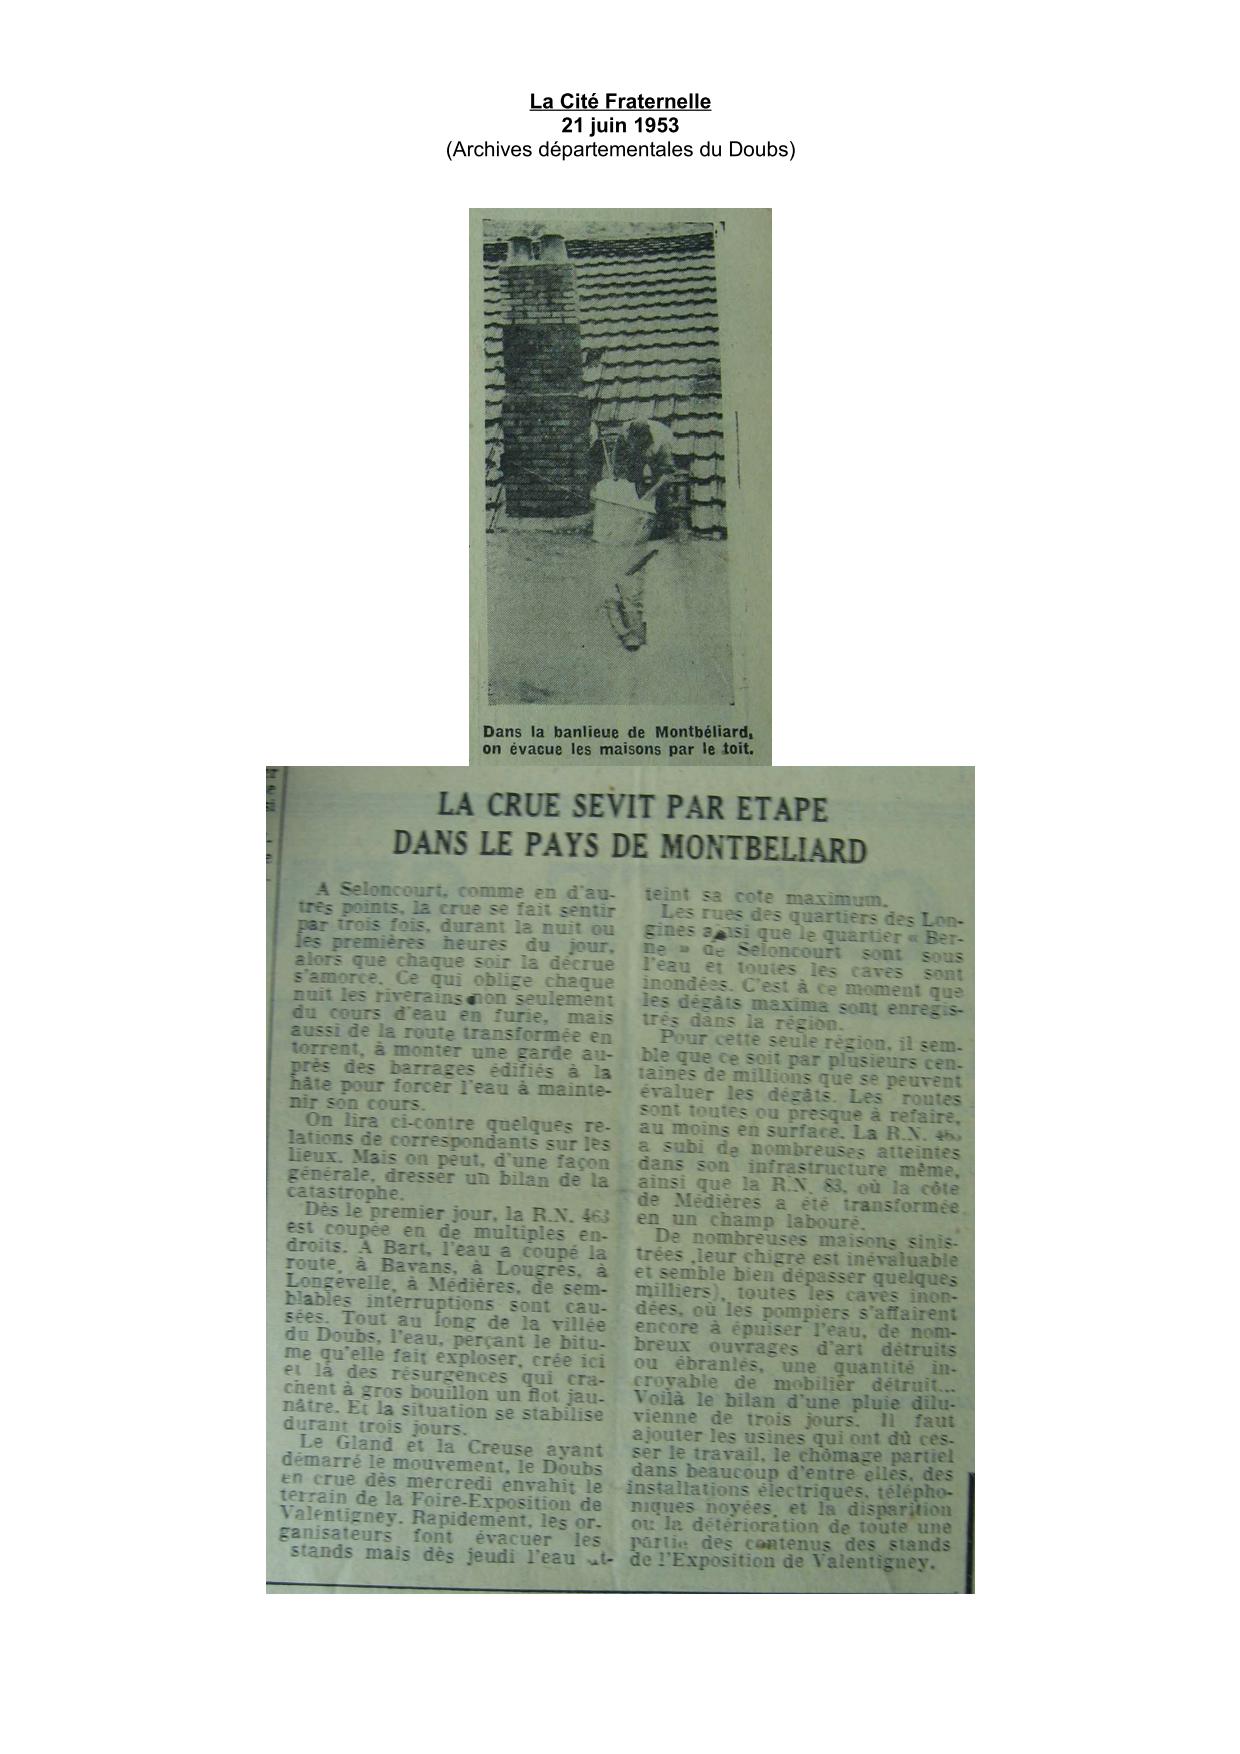 La Cité Fraternelle
21 juin 1953
(Archives départementales du Doubs)
Dans la banlieue de Montbéliard,
on évacue les maisons par le toit.
LA CRUE SEVIT PAR ETAPE
DANS LE PAYS DE MONTBELIARD
A Seloncourt, comme en d'au-
tres points, la crue se fait sentir
par trois fois, durant la nuit ou
les premières heures du jour,
alors que chaque soir la décrue
s'amorce. Ce qui oblige chaque
nuit les riverains non seulement
du cours d'eau en furie, mais
aussi de la route transformée en
torrent, à monter une garde au-
près des barrages édifiés à la
hâte pour forcer l'eau à mainte-
nir son cours.
On lira ci-contre quelques re-
lations de correspondants sur les
lieux. Mais on peut, d'une façon
générale, dresser un bilan de la
catastrophe.
Dès le premier jour, la R.N. 463
est coupée en de multiples en-
droits. A Bart, l'eau a coupé la
route, à Bavans, à Lougres, à
Longevelle, à Médières, de sem-
blables interruptions sont cau-
sées. Tout au long de la villée
du Doubs, l'eau, perçant le bitu-
me qu'elle fait exploser, crée ici
et là des résurgences qui cra-
chent à gros bouillon un flot jau-
nâtre. Et la situation se stabilise
durant trois jours.
Le Gland et la Creuse ayant
démarré le mouvement, le Doubs
en crue dès mercredi envahit le
terrain de la Foire-Exposition de
Valentigney. Rapidement, les or-
ganisateurs font évacuer les
stands mais dès jeudi l'eau at-
teint sa cote maximum.
Les rues des quartiers des Lon-
gines ainsi que le quartier « Ber-
ne » de Seloncourt sont sous
l'eau et toutes les caves sont
inondées. C'est à ce moment que
les dégâts maxima sont enregis-
trés dans la région.
Pour cette seule région, il sem-
ble que ce soit par plusieurs cen-
taines de millions que se peuvent
évaluer les dégâts. Les routes
sont toutes ou presque à refaire,
au moins en surface. La R.N. 463
a subi de nombreuses atteintes
dans son infrastructure même,
ainsi que la R.N. 83, où la côte
de Médières a été transformée
en un champ labouré.
De nombreuses maisons sinis-
trées ,leur chigre est inévaluable
et semble bien dépasser quelques
milliers), toutes les caves inon-
dées, où les pompiers s'affairent
encore à épuiser l'eau, de nom-
breux ouvrages d'art détruits
ou ébranlés, une quantité in-
croyable de mobilier détruit...
Voilà le bilan d'une pluie dilu-
vienne de trois jours. Il faut
ajouter les usines qui ont dû ces-
ser le travail, le chômage partiel
dans beaucoup d'entre elles, des
installations électriques, télépho-
niques noyées, et la disparition
ou la détérioration de toute une
partie des contenus des stands
de l'Exposition de Valentigney.